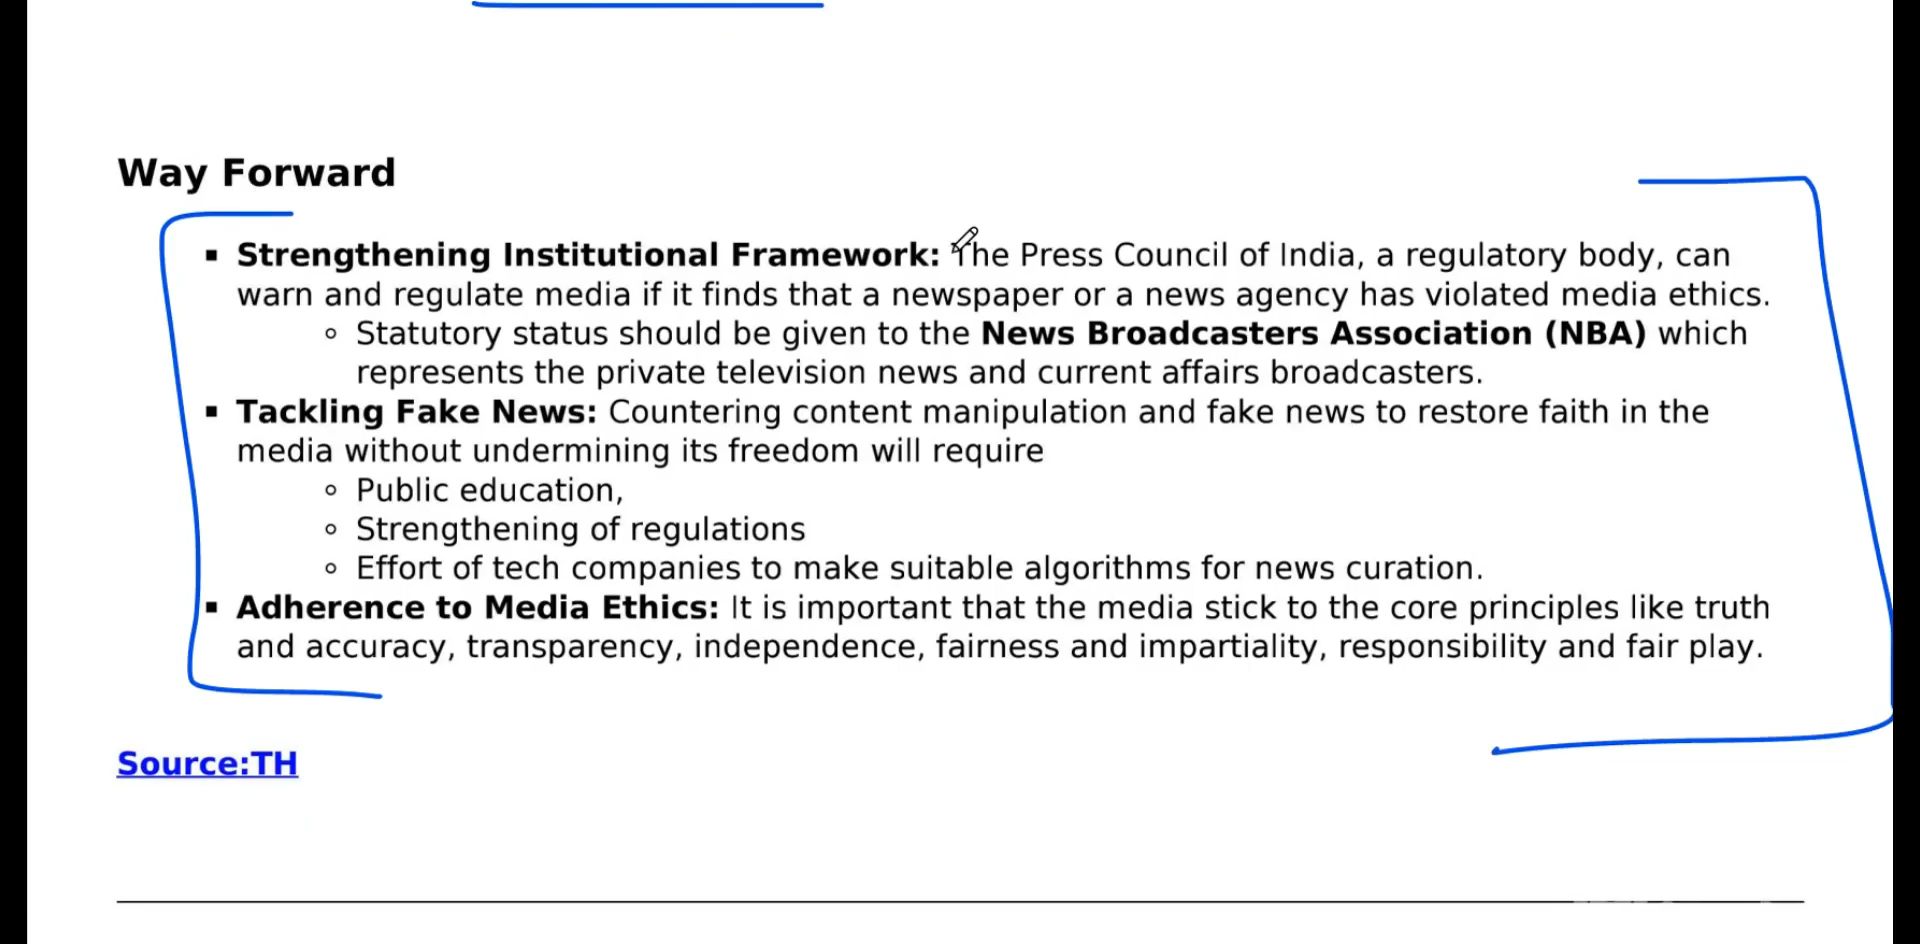 Way Forward
▪ Strengthening Institutional Framework: The Press Council of India, a regulatory body, can
warn and regulate media if it finds that a newspaper or a news agency has violated media ethics.
◦ Statutory status should be given to the News Broadcasters Association (NBA) which
represents the private television news and current affairs broadcasters.
▪ Tackling Fake News: Countering content manipulation and fake news to restore faith in the
media without undermining its freedom will require
◦ Public education,
◦ Strengthening of regulations
◦ Effort of tech companies to make suitable algorithms for news curation.
▪ Adherence to Media Ethics: It is important that the media stick to the core principles like truth
and accuracy, transparency, independence, fairness and impartiality, responsibility and fair play.
Source:TH